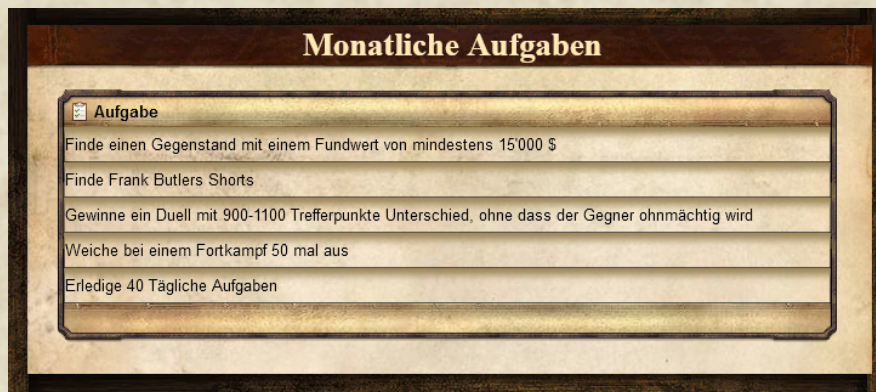 Monatliche Aufgaben
Aufgabe
Finde einen Gegenstand mit einem Fundwert von mindestens 15'000 $
Finde Frank Butlers Shorts
Gewinne ein Duell mit 900-1100 Trefferpunkte Unterschied, ohne dass der Gegner ohnmächtig wird
Weiche bei einem Fortkampf 50 mal aus
Erledige 40 Tägliche Aufgaben